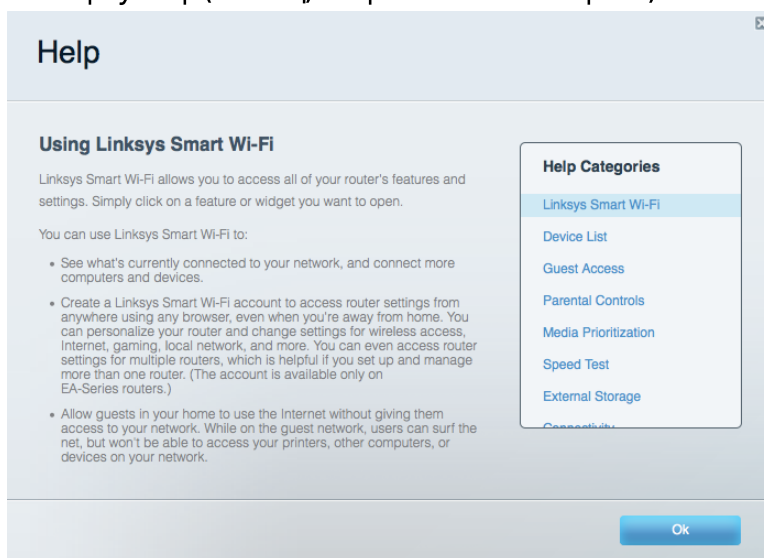 Help
Using Linksys Smart Wi-Fi
Linksys Smart Wi-Fi allows you to access all of your router's features and
settings. Simply click on a feature or widget you want to open.
You can use Linksys Smart Wi-Fi to:
• See what's currently connected to your network, and connect more
computers and devices.
• Create a Linksys Smart Wi-Fi account to access router settings from
anywhere using any browser, even when you're away from home. You
can personalize your router and change settings for wireless access,
Internet, gaming, local network, and more. You can even access router
settings for multiple routers, which is helpful if you set up and manage
more than one router. (The account is available only on
EA-Series routers.)
• Allow guests in your home to use the Internet without giving them
access to your network. While on the guest network, users can surf the
net, but won't be able to access your printers, other computers, or
devices on your network.
Help Categories
Linksys Smart Wi-Fi
Device List
Guest Access
Parental Controls
Media Prioritization
Speed Test
External Storage
Connectivity
Ok